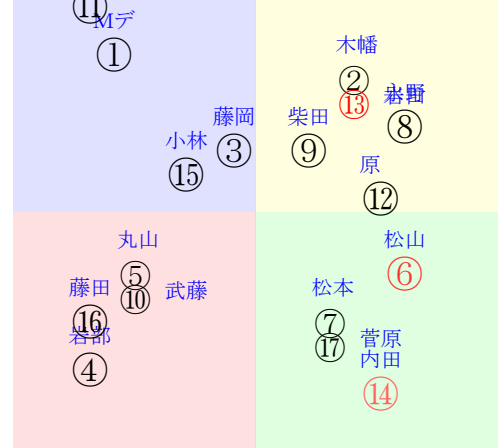 ⑪
Mデ
①
木幡
②
⑬
⑧
藤岡
③
柴田
⑨
小林
⑮
原
⑫
丸山
⑤
⑩
武藤
藤田
⑯
岩部
④
松山
⑥
松本
⑦
⑰
菅原
内田
⑭